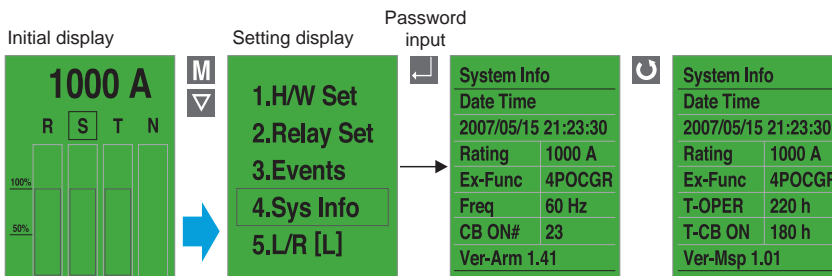 Initial display
1000 A
R S T N
100%
50%
M
Setting display
1.H/W Set
2.Relay Set
3.Events
4.Sys Info
5.L/R [L]
Password
input
System Info
Date Time
2007/05/15 21:23:30
Rating 1000 A
Ex-Func 4POCGR
Freq 60 Hz
CB ON# 23
Ver-Arm 1.41
System Info
Date Time
2007/05/15 21:23:30
Rating 1000 A
Ex-Func 4POCGR
T-OPER 220 h
T-CB ON 180 h
Ver-Msp 1.01